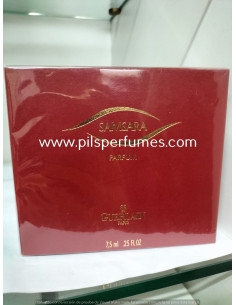 SAMSARA
www.pilsperfumes.com
PARFUM
GUERLAIN
PARIS
7,5 ml .25 FL.OZ